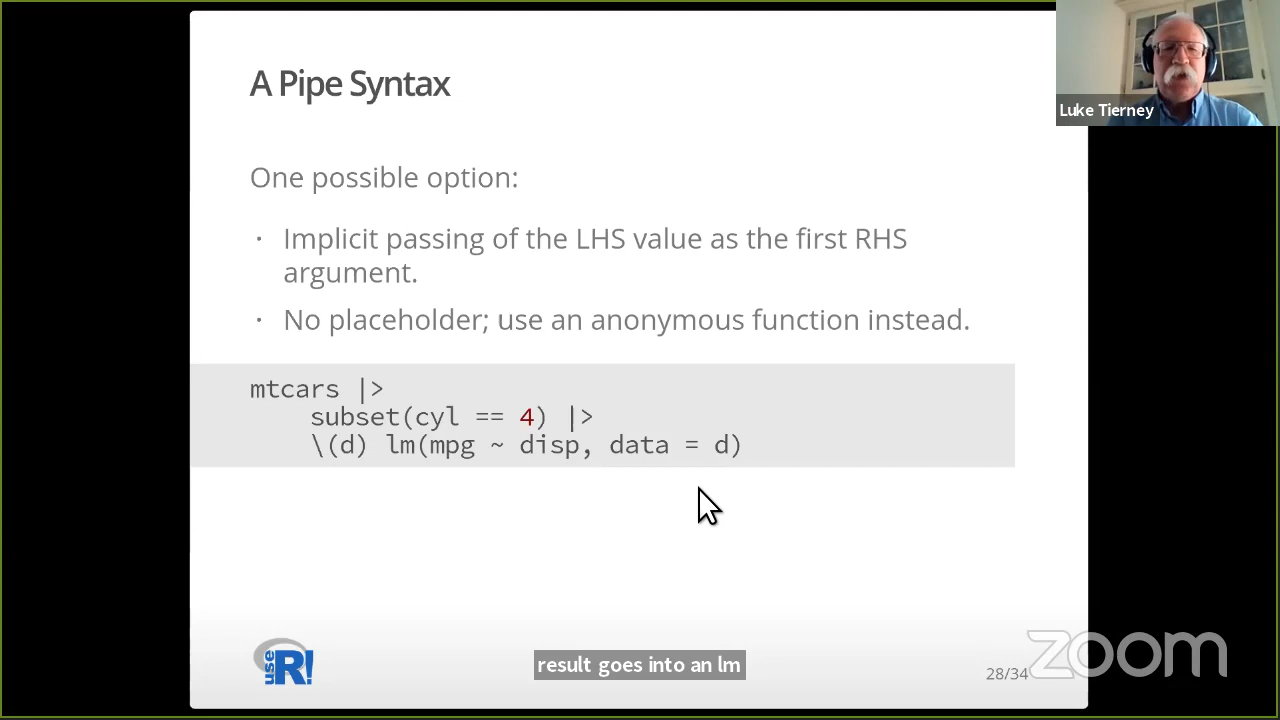 A Pipe Syntax
Luke Tierney
One possible option:
· Implicit passing of the LHS value as the first RHS
argument.
· No placeholder; use an anonymous function instead.
mtcars |>
    subset(cyl == 4) |>
    \(d) lm(mpg ~ disp, data = d)
use R!
result goes into an lm
28/34
zoom